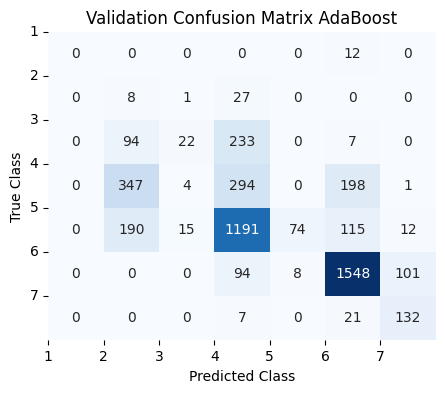 Validation Confusion Matrix AdaBoost
1
0 0 0 0 0 12 0
2
0 8 1 27 0 0 0
3
0 94 22 233 0 7 0
4
0 347 4 294 0 198 1
5
0 190 15 1191 74 115 12
6
0 0 0 94 8 1548 101
7
0 0 0 7 0 21 132
True Class
1 2 3 4 5 6 7
Predicted Class